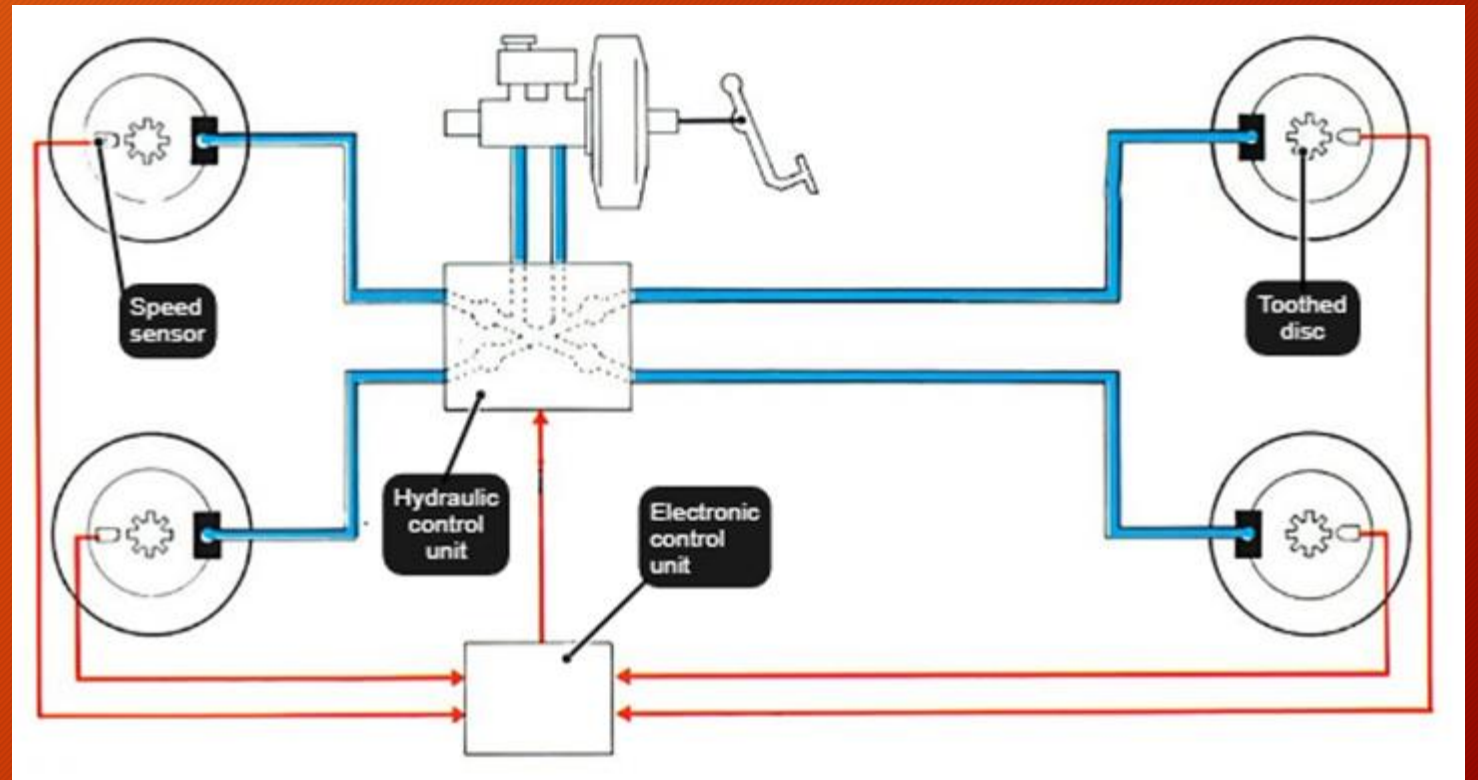 Speed
sensor
Toothed
disc
Hydraulic
control
unit
Electronic
control
unit